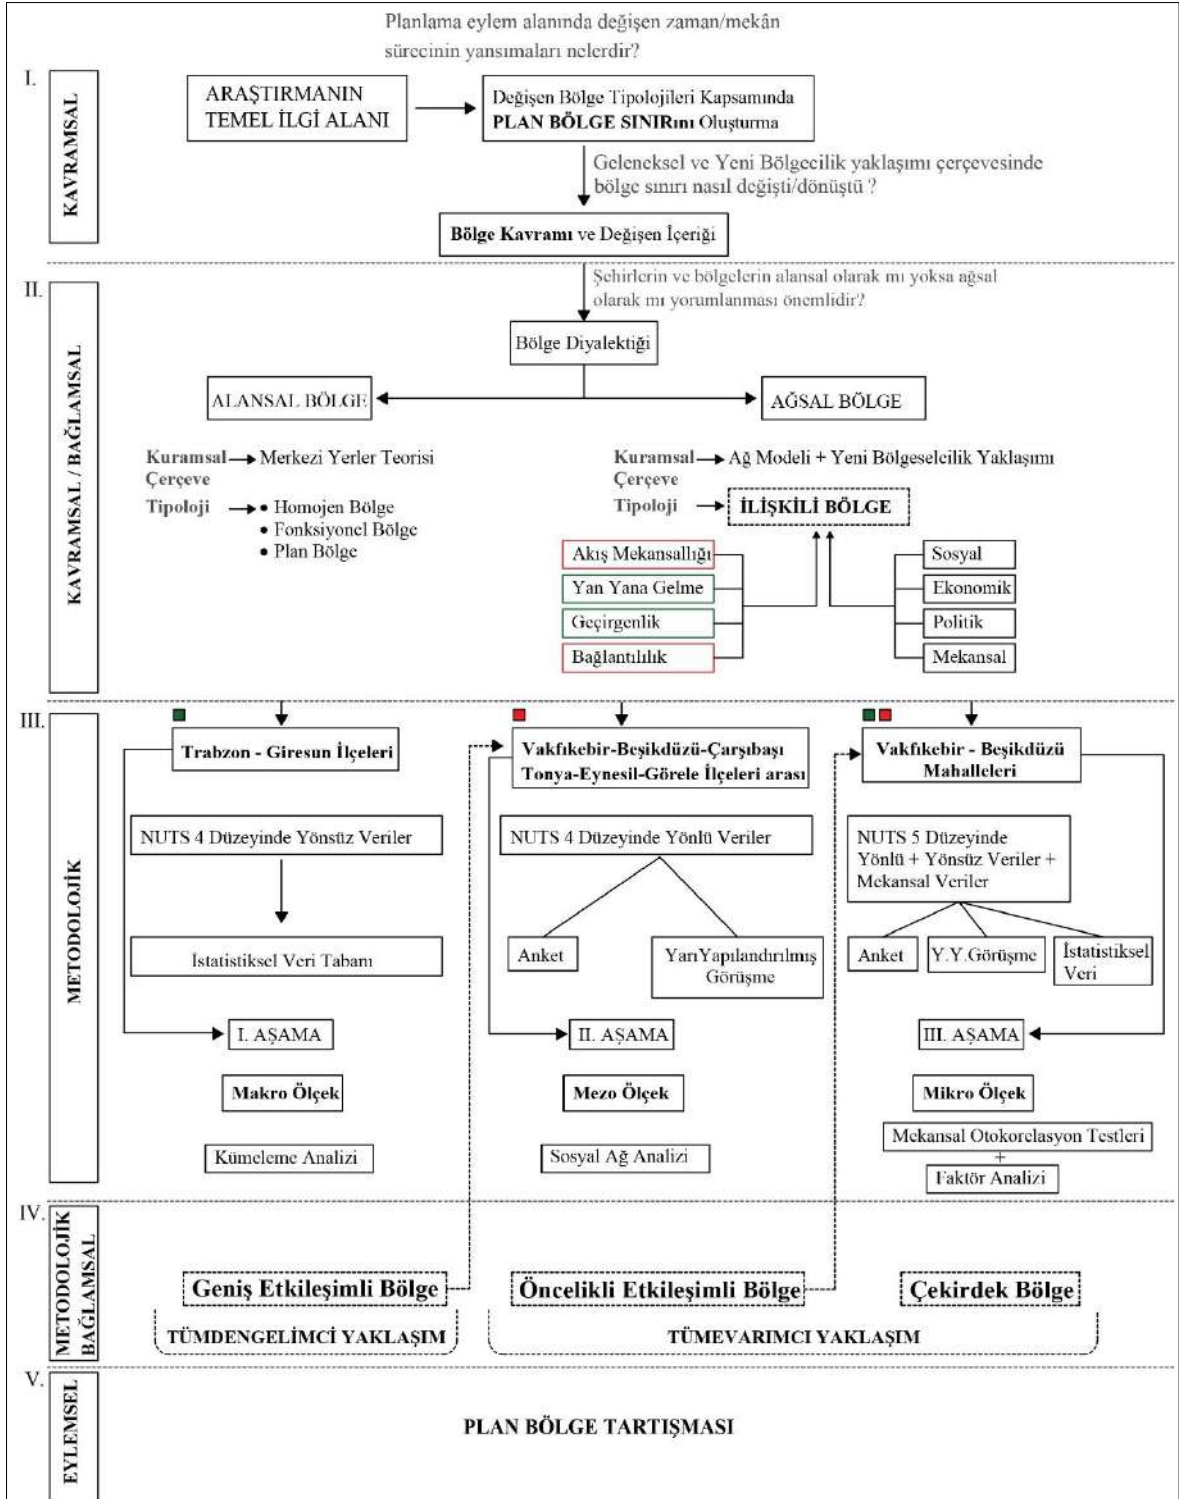 Planlama eylem alanında değişen zaman/mekân
sürecinin yansımaları nelerdir?
I.
KAVRAMSAL
ARAŞTIRMANIN
TEMEL İLGİ ALANI
Değişen Bölge Tipolojileri Kapsamında
PLAN BÖLGE SINIRını Oluşturma
Geleneksel ve Yeni Bölgecilik yaklaşımı çerçevesinde
bölge sınırı nasıl değişti/dönüştü ?
Bölge Kavramı ve Değişen İçeriği
II.
KAVRAMSAL / BAĞLAMSAL
Şehirlerin ve bölgelerin alansal olarak mı yoksa ağsal
olarak mı yorumlanması önemlidir?
Bölge Diyalektiği
ALANSAL BÖLGE
AĞSAL BÖLGE
Kuramsal
Çerçeve
Merkezi Yerler Teorisi
Tipoloji
• Homojen Bölge
• Fonksiyonel Bölge
• Plan Bölge
Kuramsal
Çerçeve
Ağ Modeli + Yeni Bölgeselcilik Yaklaşımı
Tipoloji
İLİŞKİLİ BÖLGE
Akış Mekansallığı
Yan Yana Gelme
Geçirgenlik
Bağlantılılık
Sosyal
Ekonomik
Politik
Mekansal
III.
METODOLOJİK
Trabzon - Giresun İlçeleri
Vakfıkebir-Beşikdüzü-Çarşıbaşı
Tonya-Eynesil-Görele İlçeleri arası
Vakfıkebir - Beşikdüzü
Mahalleleri
NUTS 4 Düzeyinde Yönsüz Veriler
NUTS 4 Düzeyinde Yönlü Veriler
NUTS 5 Düzeyinde
Yönlü + Yönsüz Veriler +
Mekansal Veriler
İstatistiksel Veri Tabanı
Anket
Yarı Yapılandırılmış
Görüşme
Anket
Y.Y.Görüşme
İstatistiksel
Veri
I. AŞAMA
II. AŞAMA
III. AŞAMA
Makro Ölçek
Mezo Ölçek
Mikro Ölçek
Kümeleme Analizi
Sosyal Ağ Analizi
Mekansal Otokorelasyon Testleri
+
Faktör Analizi
IV.
METODOLOJİK
BAĞLAMSAL
Geniş Etkileşimli Bölge
Öncelikli Etkileşimli Bölge
Çekirdek Bölge
TÜMDENGELİMCİ YAKLAŞIM
TÜMEVARIMCI YAKLAŞIM
V.
EYLEMSEL
PLAN BÖLGE TARTIŞMASI